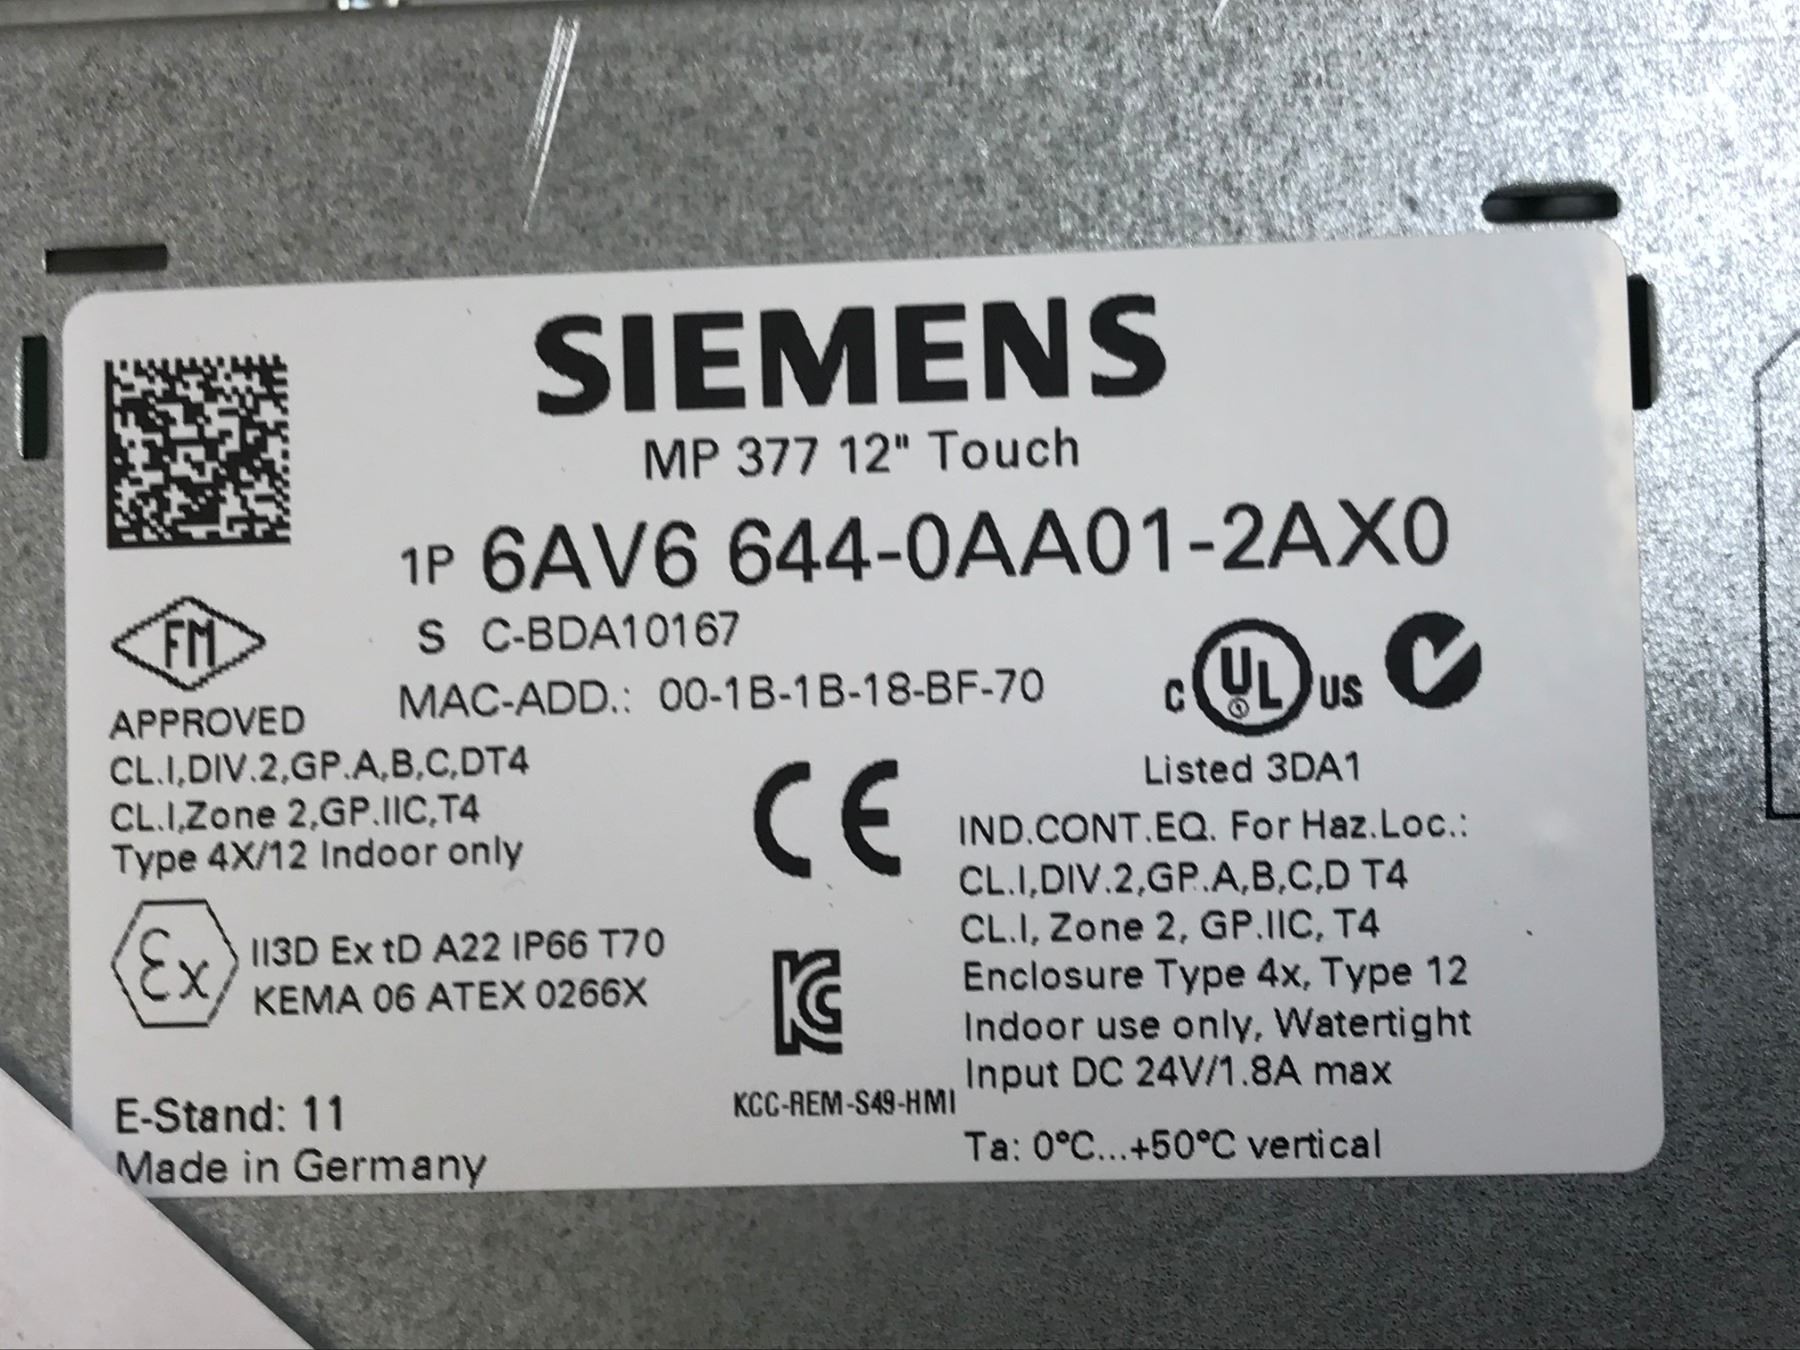 SIEMENS
MP 377 12" Touch
1P 6AV6 644-0AA01-2AX0
S C-BDA10167
MAC-ADD.: 00-1B-1B-18-BF-70
FM
APPROVED
CL.I,DIV.2,GP.A,B,C,DT4
CL.I,Zone 2,GP.IIC,T4
Type 4X/12 Indoor only
Ex
II3D Ex tD A22 IP66 T70
KEMA 06 ATEX 0266X
E-Stand: 11
Made in Germany
CE
KC
KCC-REM-S49-HMI
C UL US
Listed 3DA1
IND.CONT.EQ. For Haz.Loc.:
CL.I,DIV.2,GP.A,B,C,D T4
CL.I, Zone 2, GP.IIC, T4
Enclosure Type 4x, Type 12
Indoor use only, Watertight
Input DC 24V/1.8A max
Ta: 0°C...+50°C vertical